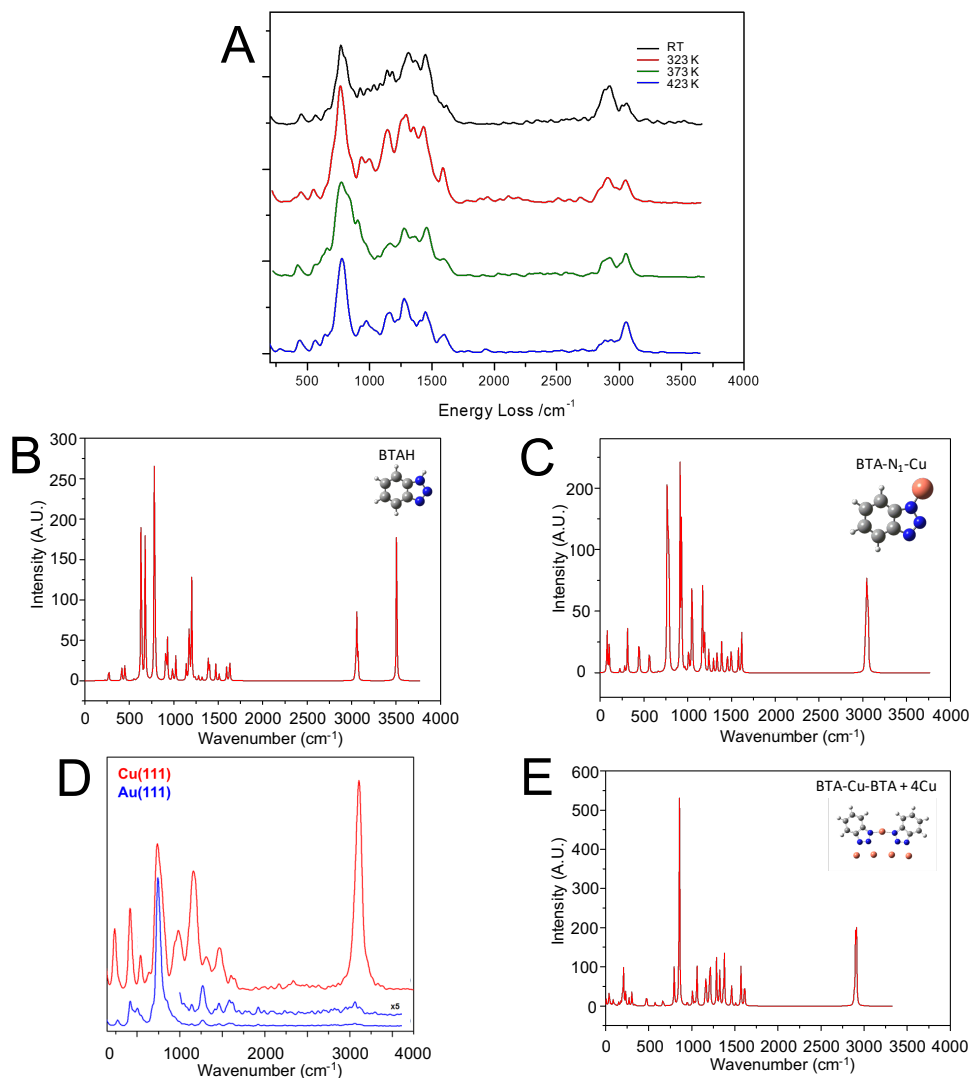 A
RT
323 K
373 K
423 K
500 1000 1500 2000 2500 3000 3500 4000
Energy Loss /cm⁻¹
B
BTAH
300
250
200
150
100
50
0
Intensity (A.U.)
0 500 1000 1500 2000 2500 3000 3500 4000
Wavenumber (cm⁻¹)
C
BTA-N₁-Cu
200
100
100
50
0
Intensity (A.U.)
0 500 1000 1500 2000 2500 3000 3500 4000
Wavenumber (cm⁻¹)
D
Cu(111)
Au(111)
x5
0 1000 2000 3000 4000
Wavenumber (cm⁻¹)
E
BTA-Cu-BTA + 4Cu
600
500
400
300
200
100
0
Intensity (A.U.)
0 500 1000 1500 2000 2500 3000 3500 4000
Wavenumber (cm⁻¹)